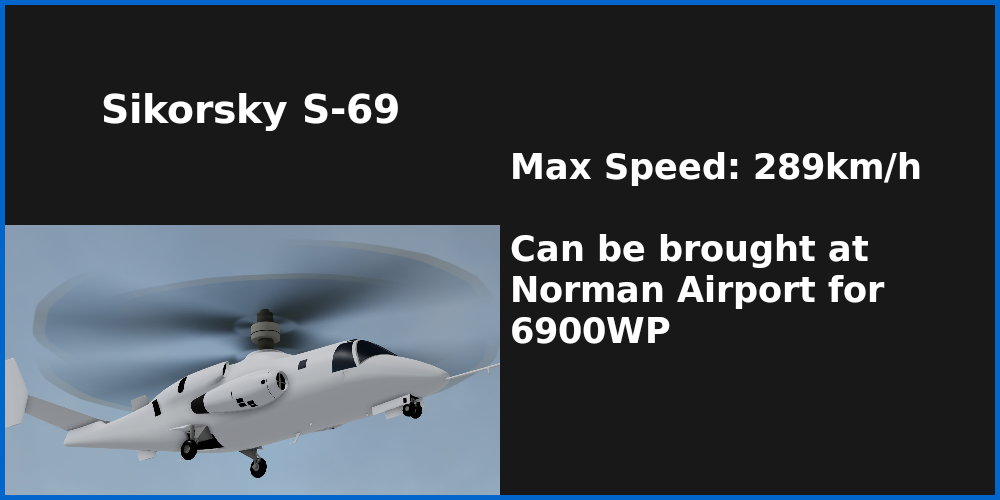 Sikorsky S-69
Max Speed: 289km/h
Can be brought at
Norman Airport for
6900WP